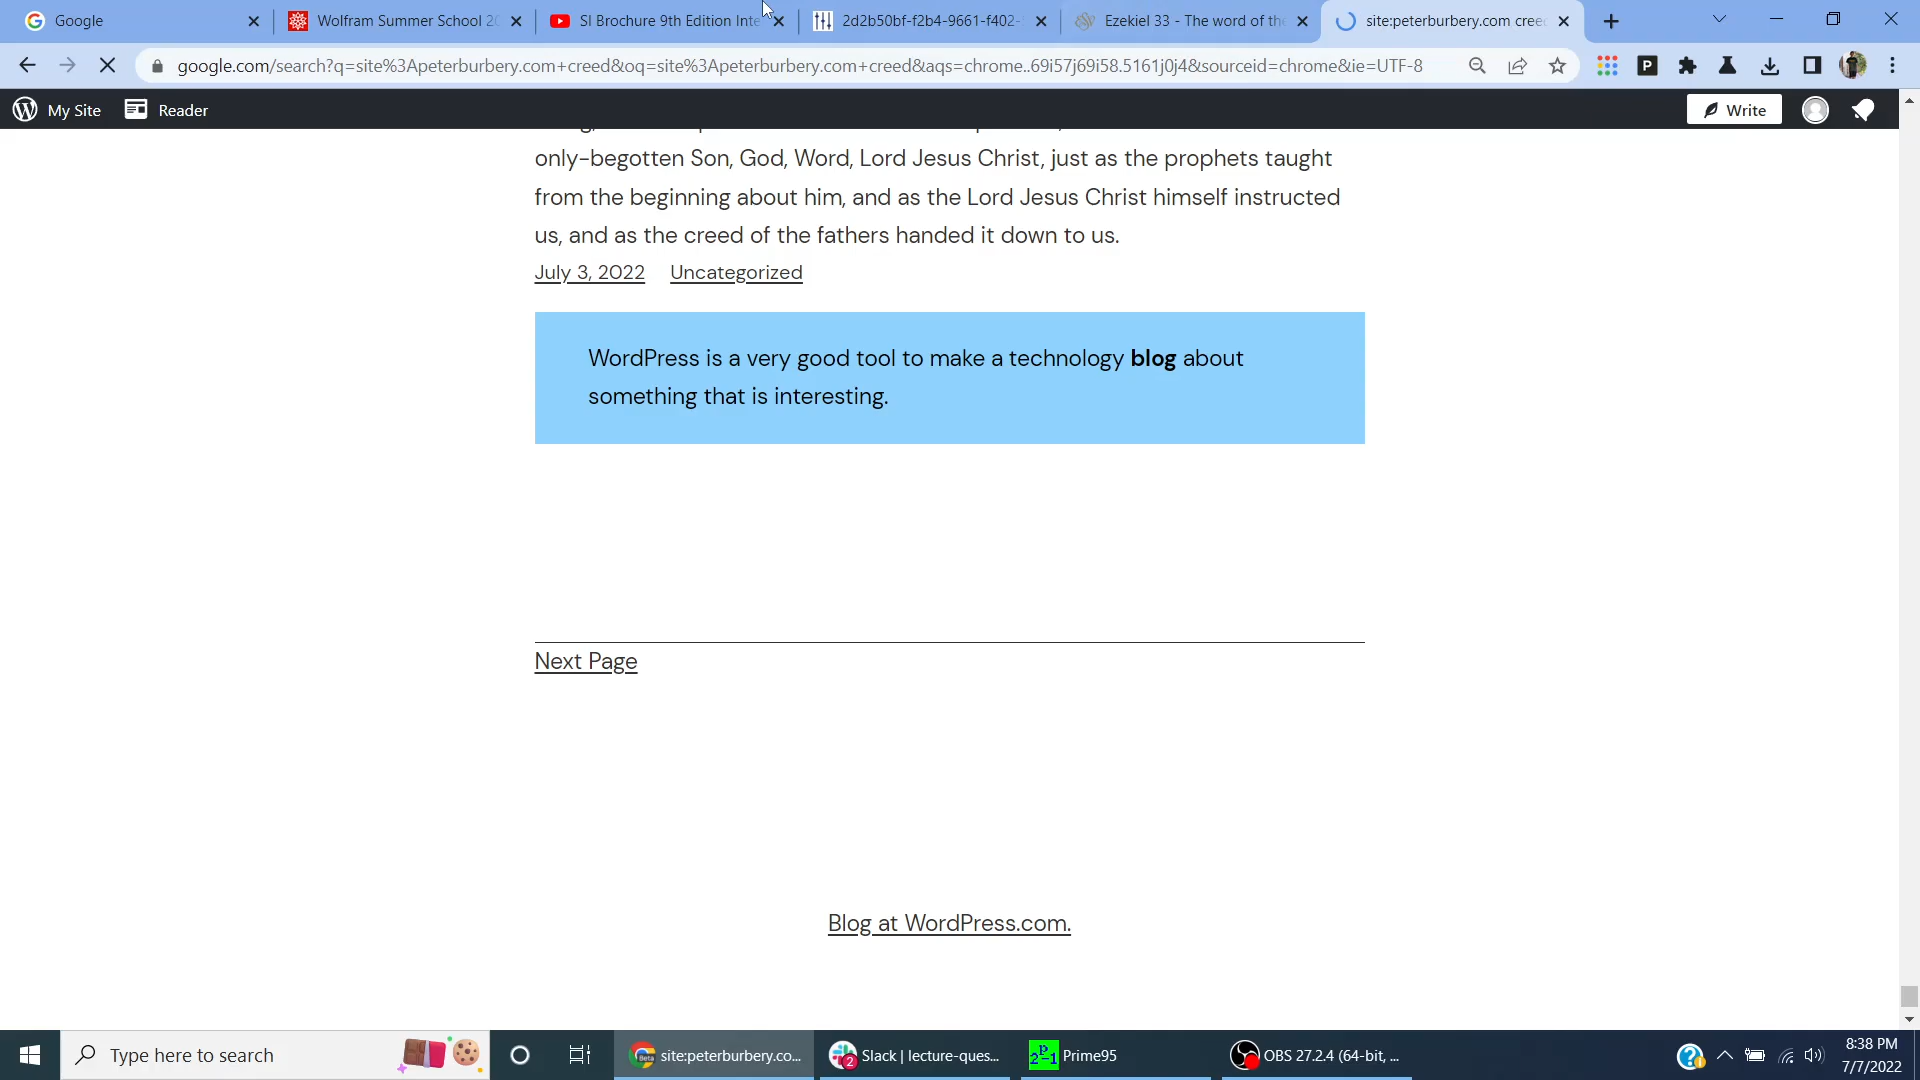 Google
Wolfram Summer School 20
SI Brochure 9th Edition Inte
2d2b50bf-f2b4-9661-f402-
Ezekiel 33 - The word of the
site:peterburbery.com creed
google.com/search?q=site%3Apeterburbery.com+creed&oq=site%3Apeterburbery.com+creed&aqs=chrome..69i57j69i58.5161j0j4&sourceid=chrome&ie=UTF-8
P
My Site
Reader
Write
only-begotten Son, God, Word, Lord Jesus Christ, just as the prophets taught
from the beginning about him, and as the Lord Jesus Christ himself instructed
us, and as the creed of the fathers handed it down to us.
July 3, 2022 Uncategorized
WordPress is a very good tool to make a technology blog about
something that is interesting.
Next Page
Blog at WordPress.com.
Type here to search
site:peterburbery.co...
2
Slack | lecture-ques...
Prime95
OBS 27.2.4 (64-bit, ...
8:38 PM
7/7/2022